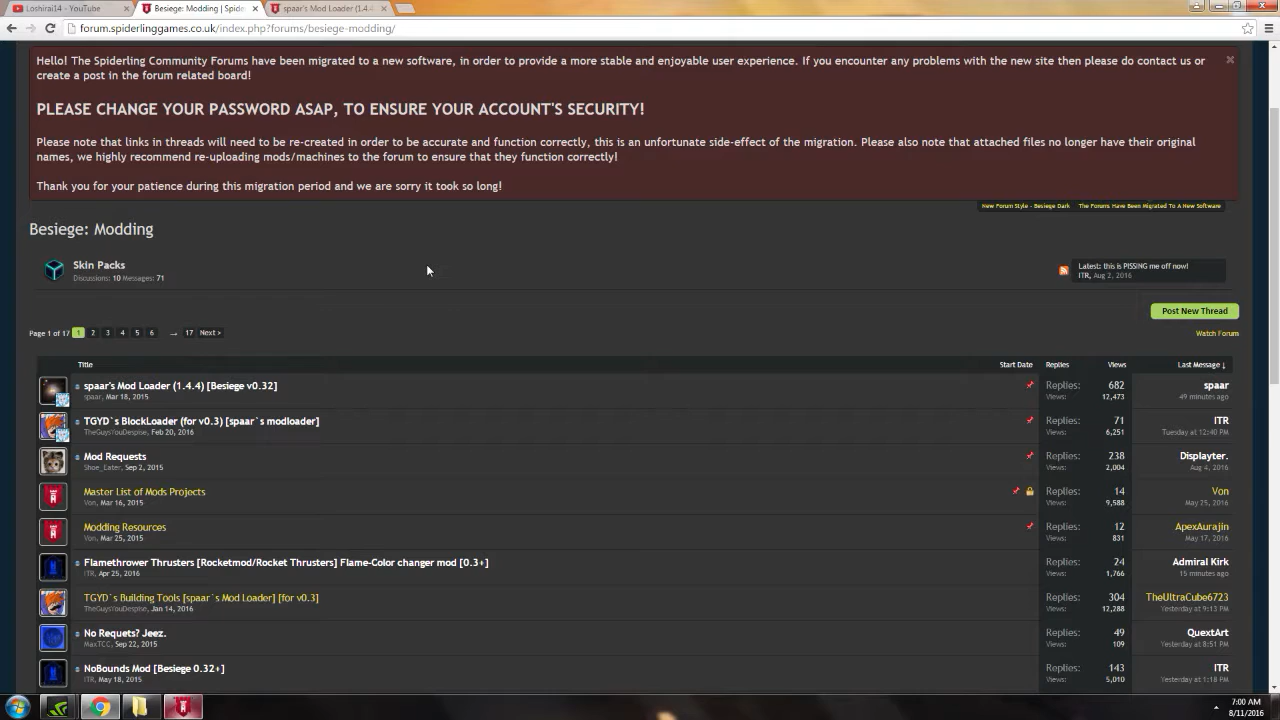 Loshirai14 - YouTube
Besiege: Modding | Spide
spaar's Mod Loader (1.4.4
forum.spiderlinggames.co.uk/index.php?forums/besiege-modding/
Hello! The Spiderling Community Forums have been migrated to a new software, in order to provide a more stable and enjoyable user experience. If you encounter any problems with the new site then please do contact us or
create a post in the forum related board!
PLEASE CHANGE YOUR PASSWORD ASAP, TO ENSURE YOUR ACCOUNT'S SECURITY!
Please note that links in threads will need to be re-created in order to be accurate and function correctly, this is an unfortunate side-effect of the migration. Please also note that attached files no longer have their original
names, we highly recommend re-uploading mods/machines to the forum to ensure that they function correctly!
Thank you for your patience during this migration period and we are sorry it took so long!
New Forum Style - Besiege Dark The Forums Have Been Migrated To A New Software
Besiege: Modding
Skin Packs
Discussions: 10 Messages: 71
Latest: this is PISSING me off now!
ITR, Aug 2, 2016
Post New Thread
Page 1 of 17 1 2 3 4 5 6 → 17 Next >
Watch Forum
Title Start Date Replies Views Last Message ↓
spaar's Mod Loader (1.4.4) [Besiege v0.32] Replies: 682 spaar
spaar, Mar 18, 2015 Views: 12,473 49 minutes ago
TGYD`s BlockLoader (for v0.3) [spaar`s modloader] Replies: 71 ITR
TheGuysYouDespise, Feb 20, 2016 Views: 6,251 Tuesday at 12:40 PM
Mod Requests Replies: 238 Displayter.
Shoe_Eater, Sep 2, 2015 Views: 2,004 Aug 4, 2016
Master List of Mods Projects Replies: 14 Von
Von, Mar 16, 2015 Views: 9,588 May 25, 2016
Modding Resources Replies: 12 ApexAurajin
Von, Mar 25, 2015 Views: 831 May 17, 2016
Flamethrower Thrusters [Rocketmod/Rocket Thrusters] Flame-Color changer mod [0.3+] Replies: 24 Admiral Kirk
ITR, Apr 25, 2016 Views: 1,766 15 minutes ago
TGYD`s Building Tools [spaar`s Mod Loader] [for v0.3] Replies: 304 TheUltraCube6723
TheGuysYouDespise, Jan 14, 2016 Views: 12,288 Yesterday at 9:13 PM
No Requets? Jeez. Replies: 49 QuextArt
MaxTCC, Sep 22, 2015 Views: 109 Yesterday at 8:51 PM
NoBounds Mod [Besiege 0.32+] Replies: 143 ITR
ITR, May 18, 2015 Views: 5,010 Yesterday at 1:18 PM
7:00 AM
8/11/2016